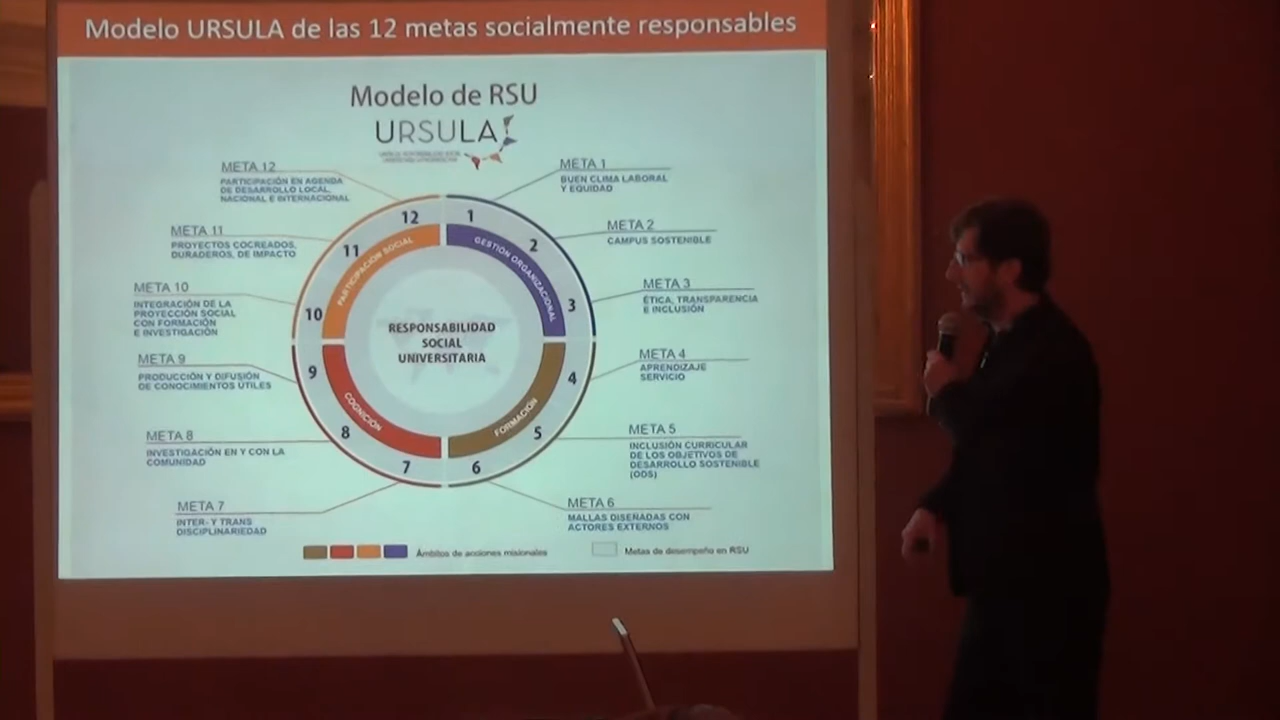 Modelo URSULA de las 12 metas socialmente responsables
Modelo de RSU
URSULA
META 12
PARTICIPACIÓN EN AGENDA
DE DESARROLLO LOCAL,
NACIONAL E INTERNACIONAL
META 1
BUEN CLIMA LABORAL
Y EQUIDAD
META 11
PROYECTOS COCREADOS,
DURADEROS, DE IMPACTO
META 2
CAMPUS SOSTENIBLE
META 10
INTEGRACIÓN DE LA
PROYECCIÓN SOCIAL
CON FORMACIÓN
E INVESTIGACIÓN
META 3
ÉTICA, TRANSPARENCIA
E INCLUSIÓN
META 9
PRODUCCIÓN Y DIFUSIÓN
DE CONOCIMIENTOS ÚTILES
META 4
APRENDIZAJE
SERVICIO
META 8
INVESTIGACIÓN EN Y CON LA
COMUNIDAD
META 5
INCLUSIÓN CURRICULAR
DE LOS OBJETIVOS DE
DESARROLLO SOSTENIBLE
(ODS)
META 7
INTER- Y TRANS
DISCIPLINARIEDAD
META 6
MALLAS DISEÑADAS CON
ACTORES EXTERNOS
12
1
11
2
10
3
9
4
8
5
7
6
PARTICIPACIÓN SOCIAL
GESTIÓN ORGANIZACIONAL
COGNICIÓN
FORMACIÓN
RESPONSABILIDAD
SOCIAL
UNIVERSITARIA
Ámbitos de acciones misionales
Metas de desempeño en RSU